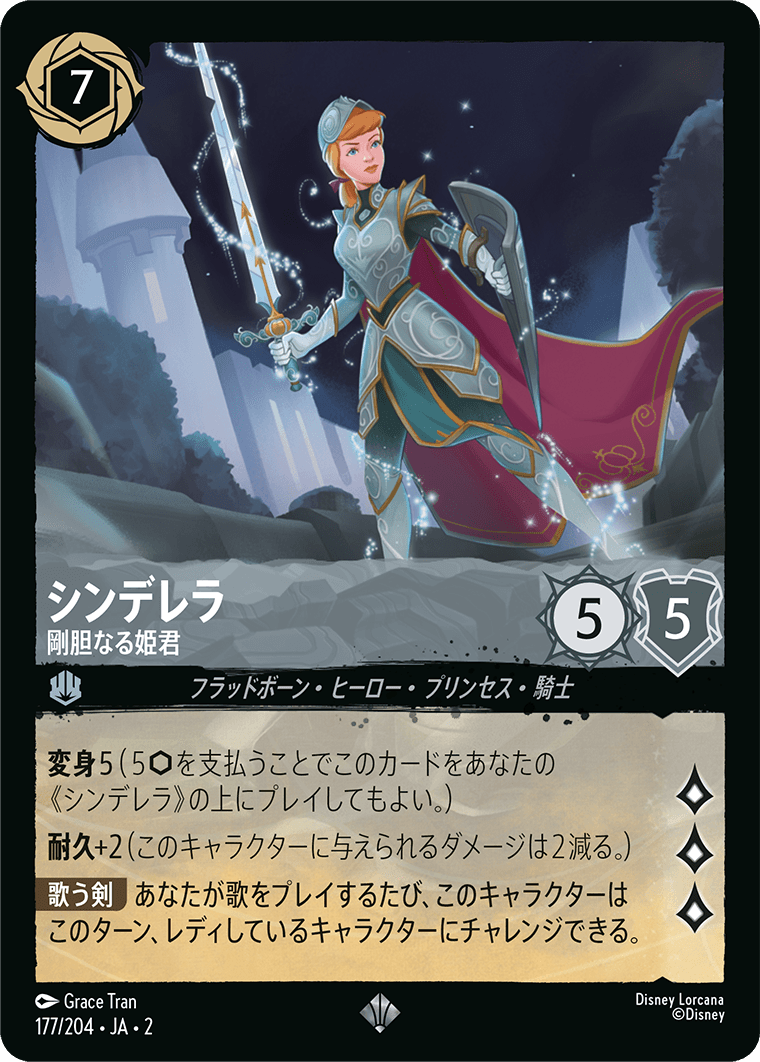 7
シンデレラ
剛胆なる姫君
5
5
フラッドボーン・ヒーロー・プリンセス・騎士
変身5(5⬡を支払うことでこのカードをあなたの
《シンデレラ》の上にプレイしてもよい。)
耐久+2(このキャラクターに与えられるダメージは2減る。)
歌う剣 あなたが歌をプレイするたび、このキャラクターは
このターン、レディしているキャラクターにチャレンジできる。
Grace Tran
177/204・JA・2
Disney Lorcana
©Disney